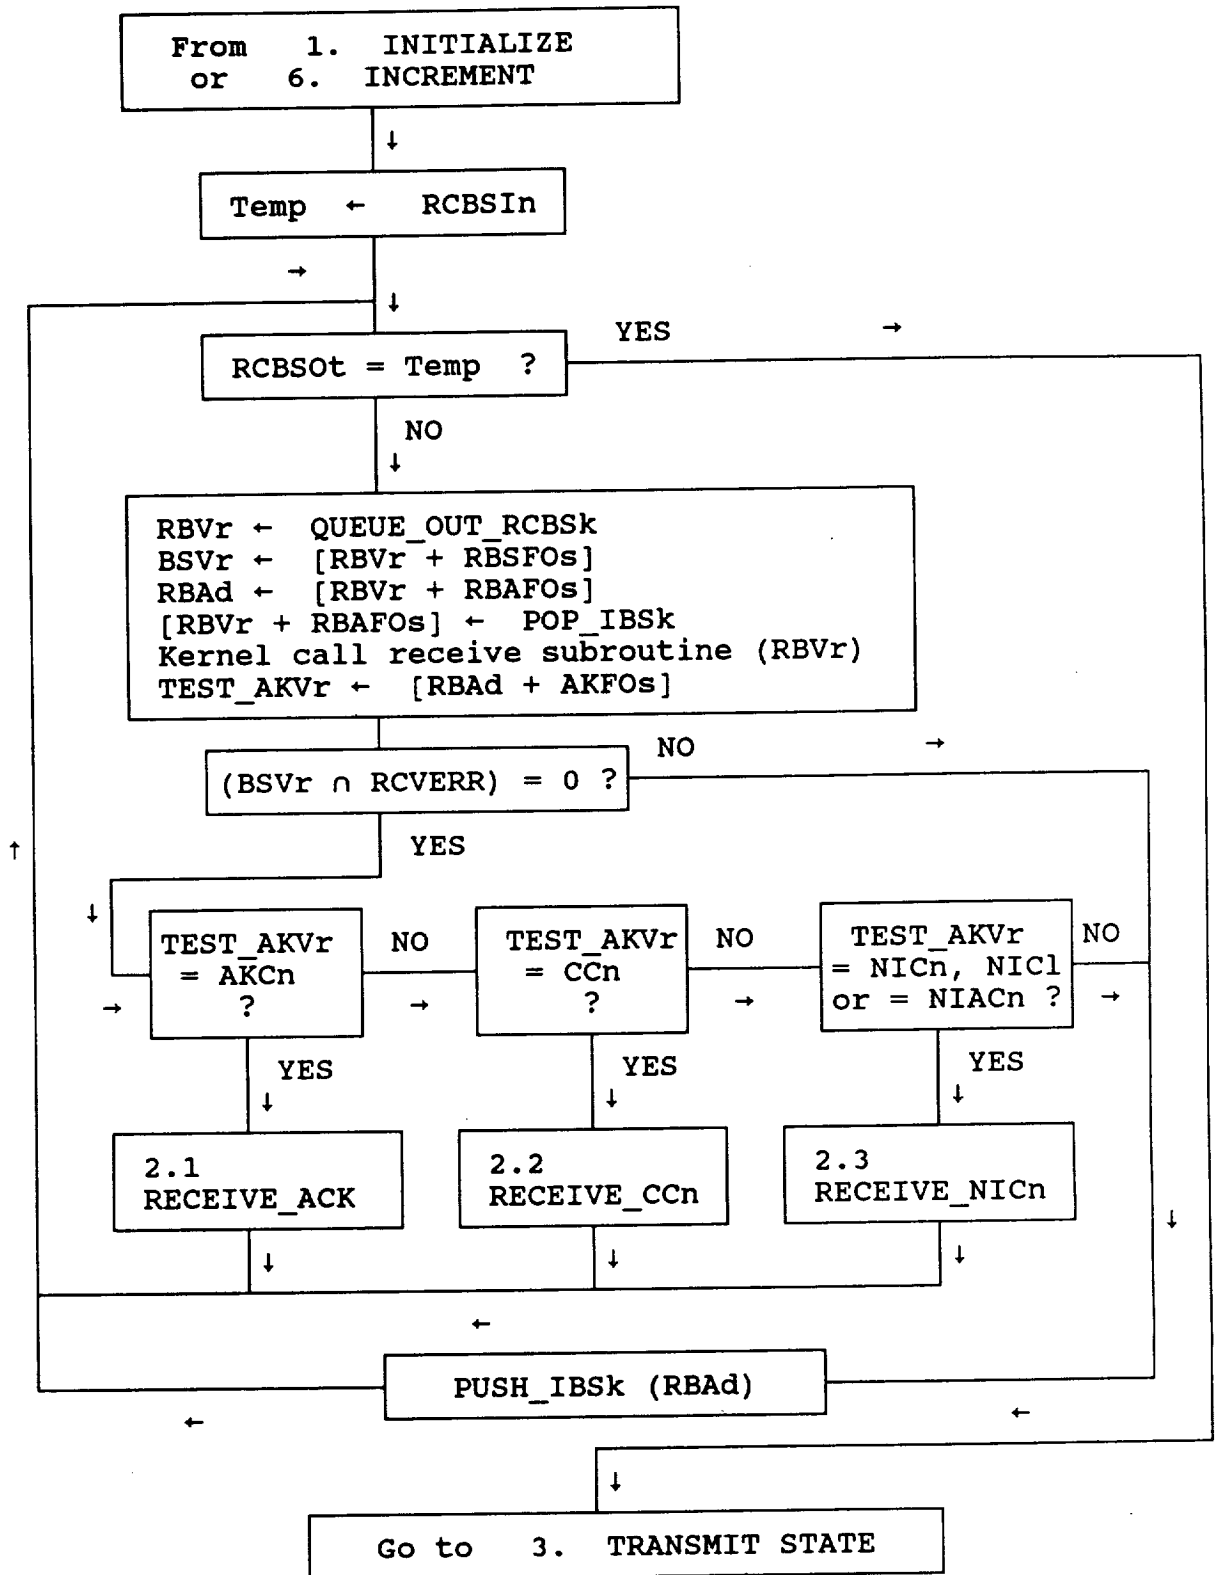 From 1. INITIALIZE
or 6. INCREMENT
↓
Temp ← RCBSIn
→
↓
RCBSOt = Temp ?
YES →
NO
↓
RBVr ← QUEUE_OUT_RCBSk
BSVr ← [RBVr + RBSFOs]
RBAd ← [RBVr + RBAFOs]
[RBVr + RBAFOs] ← POP_IBSk
Kernel call receive subroutine (RBVr)
TEST_AKVr ← [RBAd + AKFOs]
NO →
(BSVr ∩ RCVERR) = 0 ?
YES
↑
↓
TEST_AKVr
= AKCn
?
→
NO
→
TEST_AKVr
= CCn
?
NO
→
TEST_AKVr
= NICn, NICl
or = NIACn ?
NO
→
YES
↓
YES
↓
YES
↓
2.1
RECEIVE_ACK
2.2
RECEIVE_CCn
2.3
RECEIVE_NICn
↓
↓
↓
↓
←
PUSH_IBSk (RBAd)
←
←
↓
Go to 3. TRANSMIT STATE